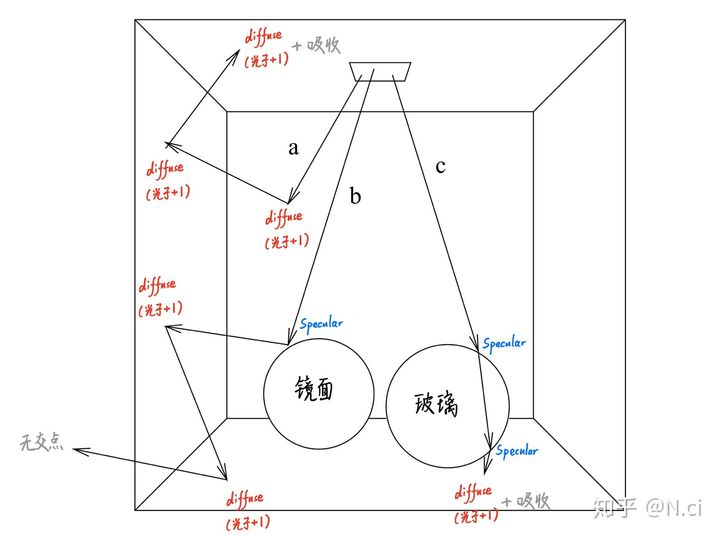 diffuse
(光子+1)
+吸收
a
diffuse
(光子+1)
c
b
diffuse
(光子+1)
diffuse
(光子+1)
Specular
Specular
镜面
玻璃
无交点
Specular
diffuse
(光子+1)
diffuse
(光子+1)
+吸收
知乎 @N.ci